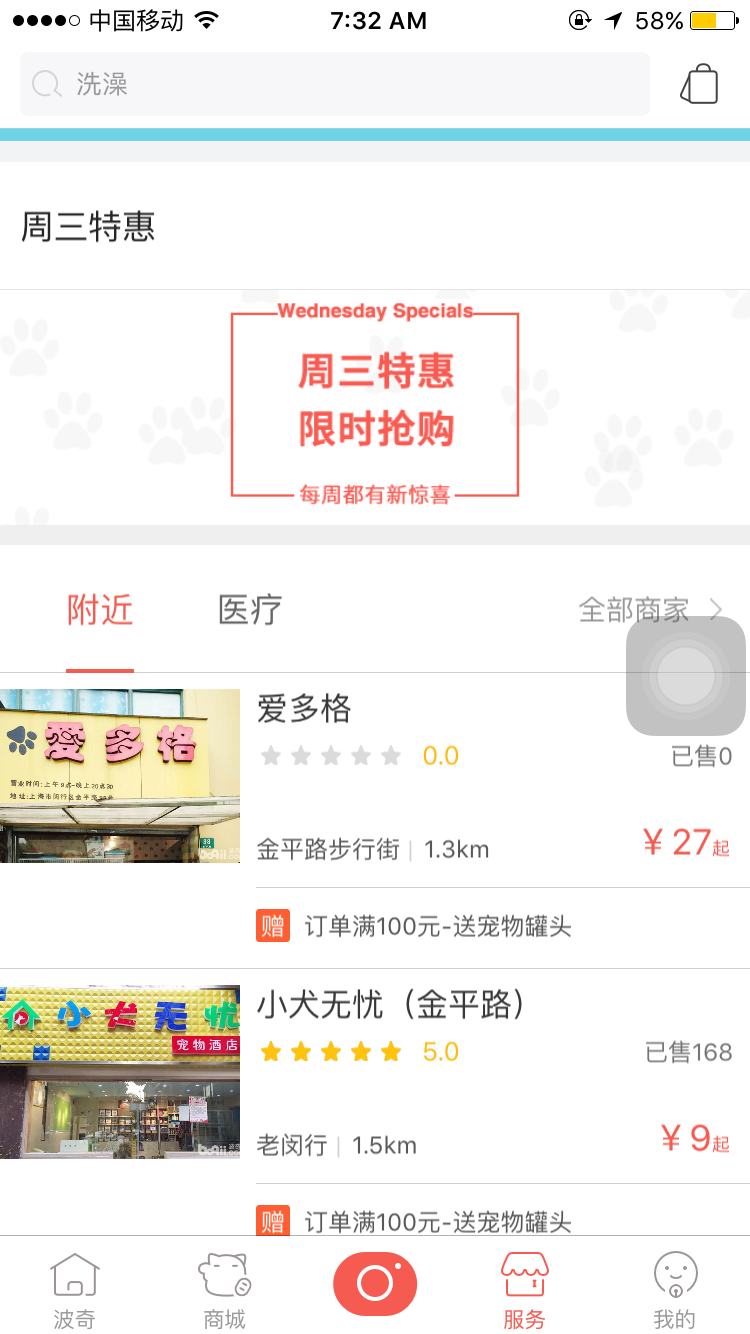 中国移动 7:32 AM 58%
洗澡
周三特惠
Wednesday Specials
周三特惠
限时抢购
每周都有新惊喜
附近 医疗 全部商家
爱多格
爱多格
0.0 已售0
营业时间:上午9点-晚上20点30
地址:上海市闵行区金平路
88
金平路步行街 | 1.3km ¥27起
赠 订单满100元-送宠物罐头
小犬无忧（金平路）
小犬无忧
宠物酒店
5.0 已售168
老闵行 | 1.5km ¥9起
赠 订单满100元-送宠物罐头
波奇 商城 服务 我的